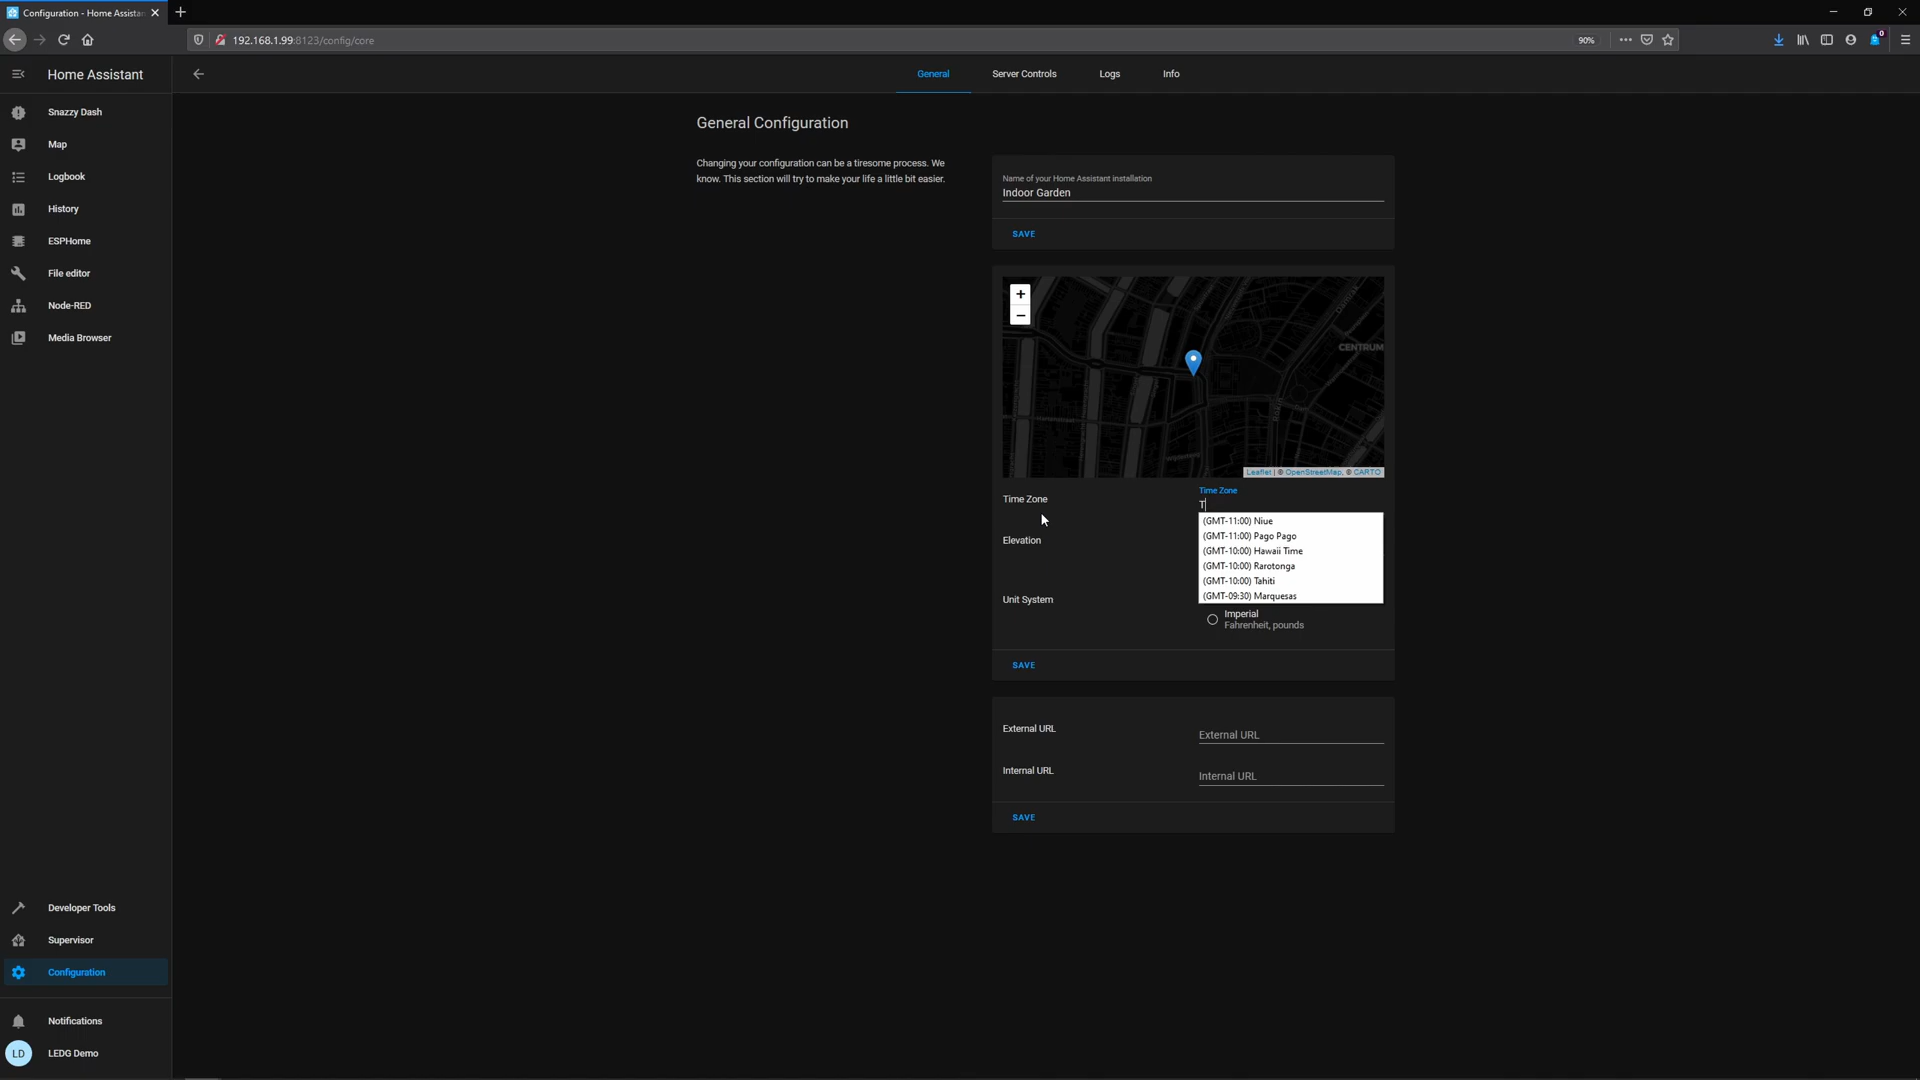 Configuration - Home Assistan
192.168.1.99:8123/config/core
90%
0
Home Assistant
General
Server Controls
Logs
Info
Snazzy Dash
Map
Logbook
History
ESPHome
File editor
Node-RED
Media Browser
Developer Tools
Supervisor
Configuration
Notifications
LD
LEDG Demo
General Configuration
Changing your configuration can be a tiresome process. We
know. This section will try to make your life a little bit easier.
Name of your Home Assistant installation
Indoor Garden
SAVE
+
−
Damrak
CENTRUM
Rokin
Leaflet | © OpenStreetMap, © CARTO
Time Zone
Time Zone
T
(GMT-11:00) Niue
(GMT-11:00) Pago Pago
(GMT-10:00) Hawaii Time
(GMT-10:00) Rarotonga
(GMT-10:00) Tahiti
(GMT-09:30) Marquesas
Elevation
Unit System
Imperial
Fahrenheit, pounds
SAVE
External URL
External URL
Internal URL
Internal URL
SAVE